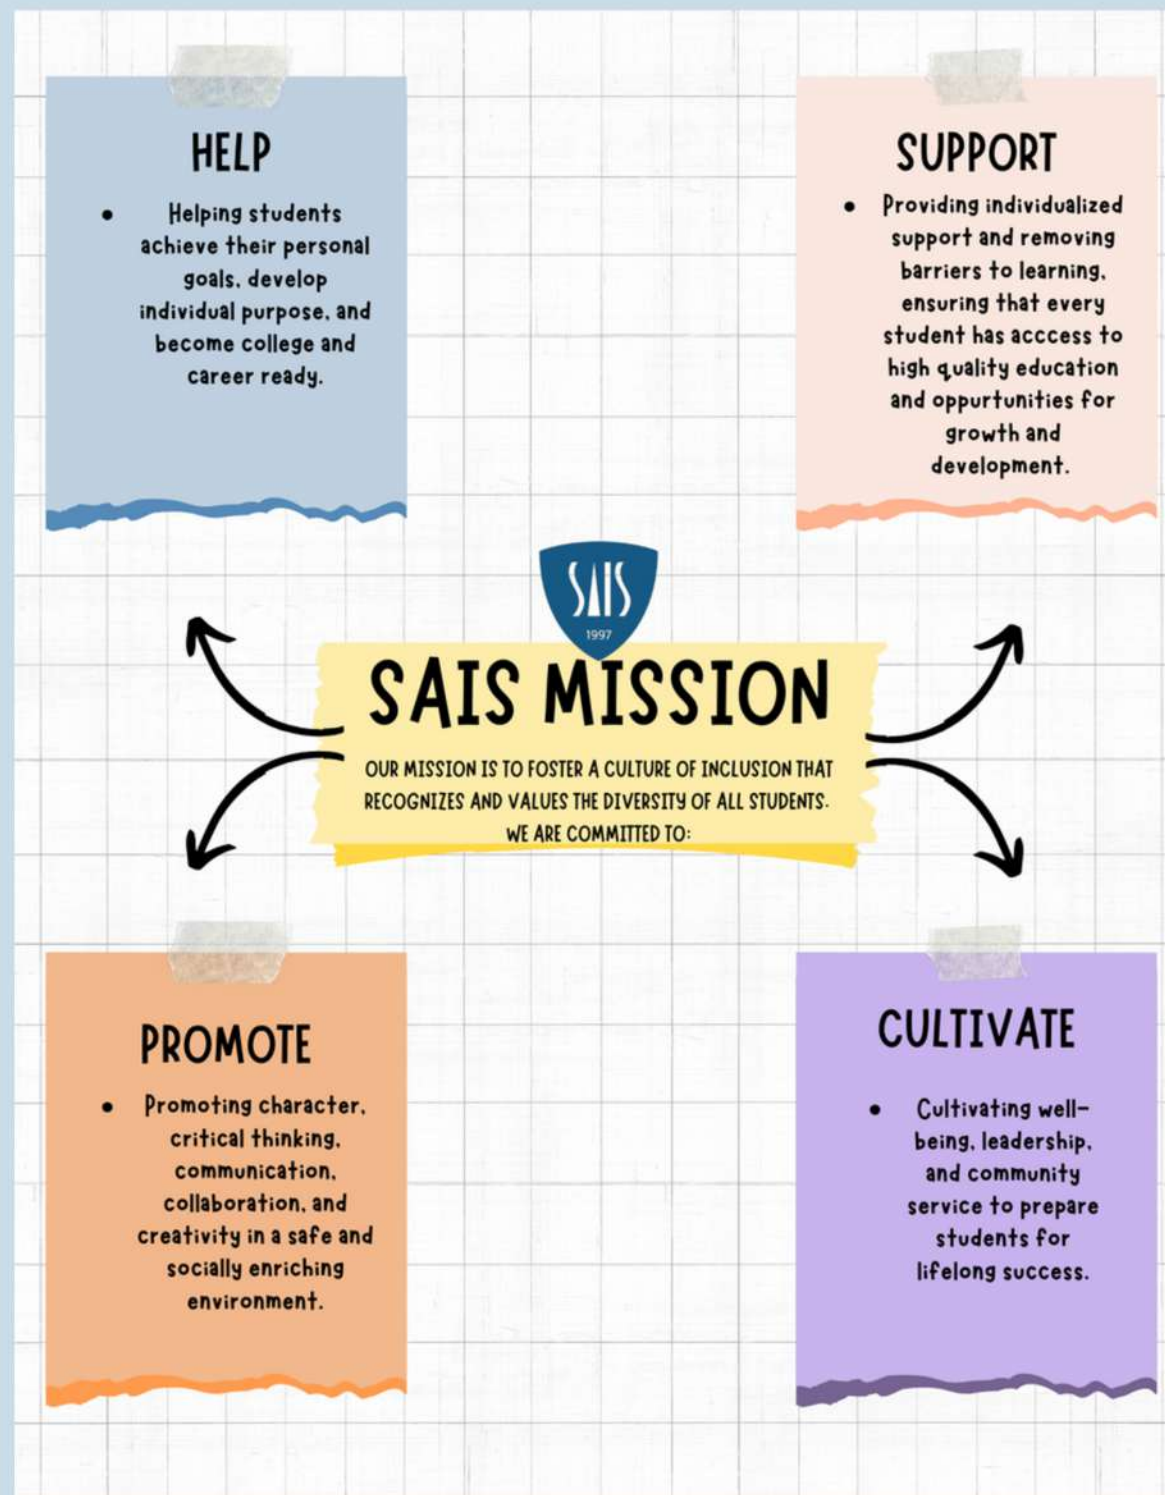 HELP
• Helping students
achieve their personal
goals, develop
individual purpose, and
become college and
career ready.
SUPPORT
• Providing individualized
support and removing
barriers to learning,
ensuring that every
student has acccess to
high quality education
and oppurtunities for
growth and
development.
SAIS
1997
SAIS MISSION
OUR MISSION IS TO FOSTER A CULTURE OF INCLUSION THAT
RECOGNIZES AND VALUES THE DIVERSITY OF ALL STUDENTS.
WE ARE COMMITTED TO:
PROMOTE
• Promoting character,
critical thinking,
communication,
collaboration, and
creativity in a safe and
socially enriching
environment.
CULTIVATE
• Cultivating well-
being, leadership,
and community
service to prepare
students for
lifelong success.